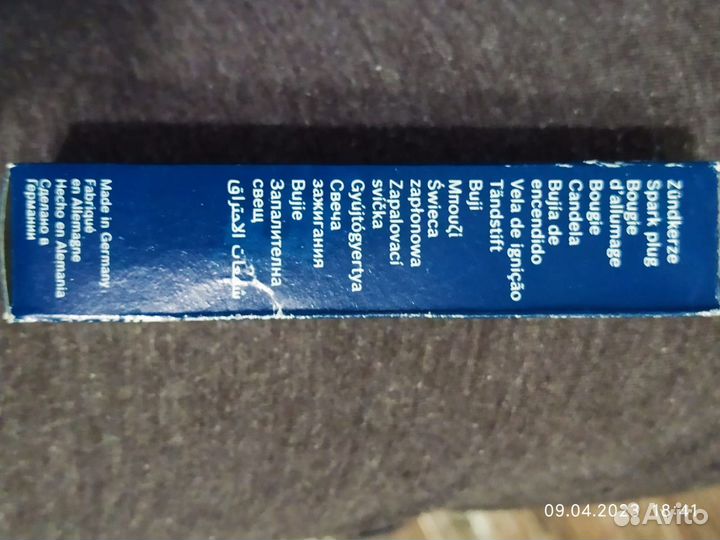 Zündkerze
Spark plug
Bougie
d'allumage
Bougie
Candela
Bujía de
encendido
Vela de ignição
Tändstift
Buji
Μπουζί
Świeca
zapłonowa
Zapalovací
svíčka
Gyújtógyertya
Свеча
зажигания
Bujie
Запалителна
свещ
شمعات الاحتراق
Made in Germany
Fabriqué
en Allemagne
Hecho en Alemania
Сделано в
Германии
09.04.2023 18:41
Avito